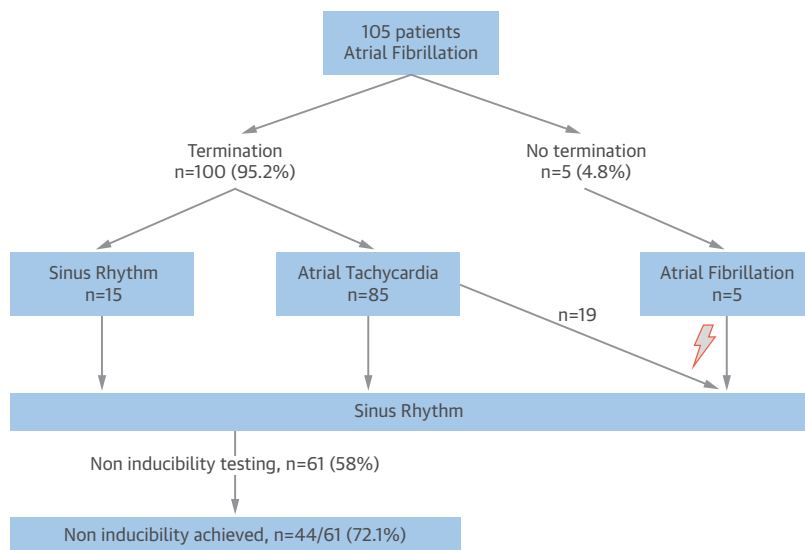 105 patients
Atrial Fibrillation
Termination
n=100 (95.2%)
No termination
n=5 (4.8%)
Sinus Rhythm
n=15
Atrial Tachycardia
n=85
Atrial Fibrillation
n=5
n=19
Sinus Rhythm
Non inducibility testing, n=61 (58%)
Non inducibility achieved, n=44/61 (72.1%)